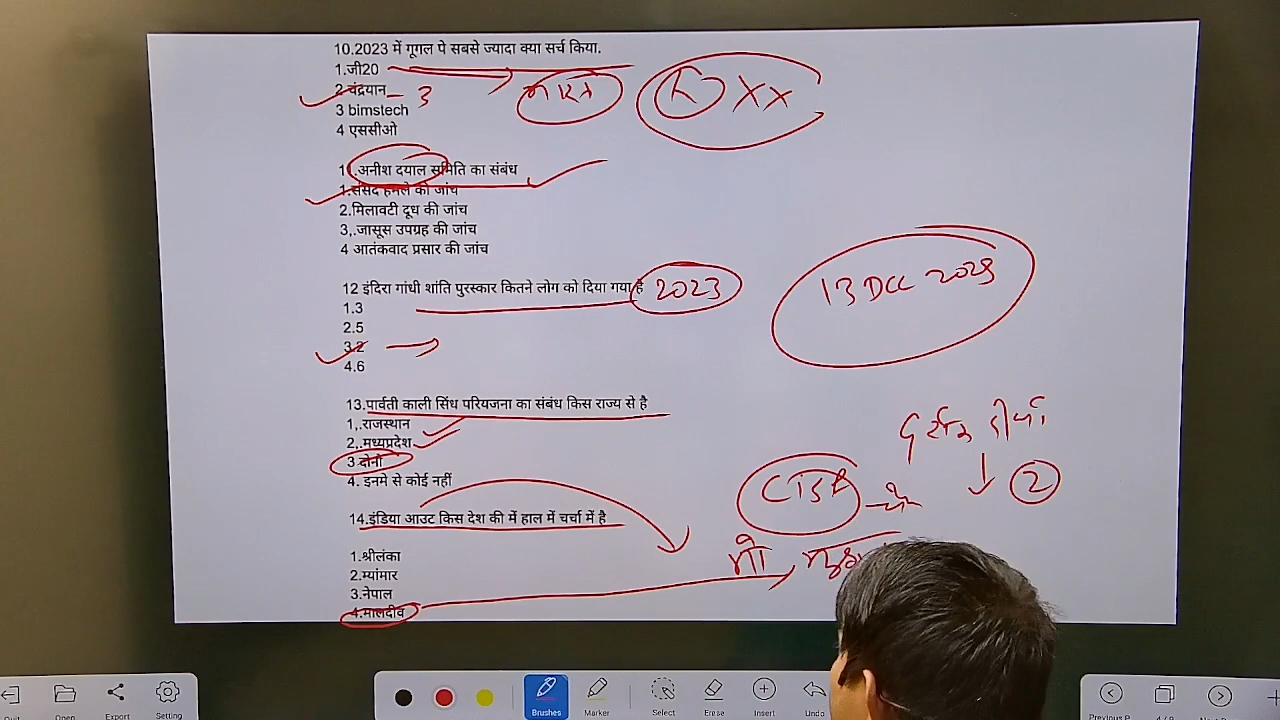 10.2023 में गूगल पे सबसे ज्यादा क्या सर्च किया.
1.जी20
2 चंद्रयान - 3
भारत
XX
3 bimstech
4 एससीओ
11.अनीश दयाल समिति का संबंध
1.संसद हमले की जांच
2.मिलावटी दूध की जांच
3,.जासूस उपग्रह की जांच
4 आतंकवाद प्रसार की जांच
12 इंदिरा गांधी शांति पुरस्कार कितने लोग को दिया गया है 2023
13 DEC 2023
1.3
2.5
3.2
4.6
13.पार्वती काली सिंध परियजना का संबंध किस राज्य से है
1,.राजस्थान
2,.मध्यप्रदेश
3 दोनो
4. इनमे से कोई नहीं
2
14.इंडिया आउट किस देश की में हाल में चर्चा में है
1.श्रीलंका
2.म्यांमार
3.नेपाल
4.मालदीव
Open
Export
Setting
Brushes
Marker
Select
Erase
Insert
Undo
Previous P